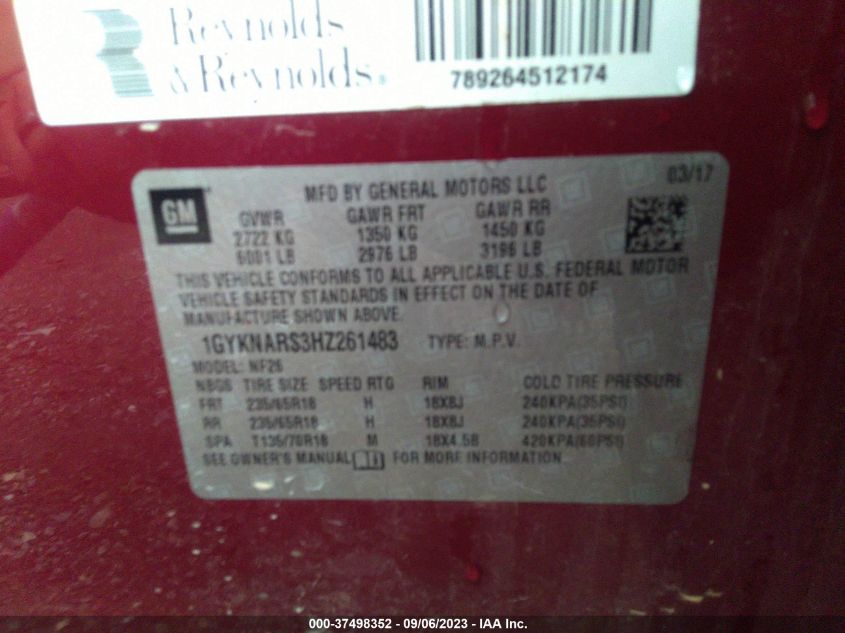 Reynolds
& Reynolds®
789264512174
GM
MFD BY GENERAL MOTORS LLC
03/17
GVWR GAWR FRT GAWR RR
2722 KG 1350 KG 1450 KG
6001 LB 2976 LB 3196 LB
THIS VEHICLE CONFORMS TO ALL APPLICABLE U.S. FEDERAL MOTOR
VEHICLE SAFETY STANDARDS IN EFFECT ON THE DATE OF
MANUFACTURE SHOWN ABOVE.
1GYKNARS3HZ261483 TYPE: M.P.V.
MODEL: NF26
NBGS TIRE SIZE SPEED RTG RIM COLD TIRE PRESSURE
FRT 235/65R18 H 18X8J 240KPA(35PSI)
RR 235/65R18 H 18X8J 240KPA(35PSI)
SPA T135/70R18 M 18X4.5B 420KPA(60PSI)
SEE OWNER'S MANUAL FOR MORE INFORMATION
000-37498352 - 09/06/2023 - IAA Inc.